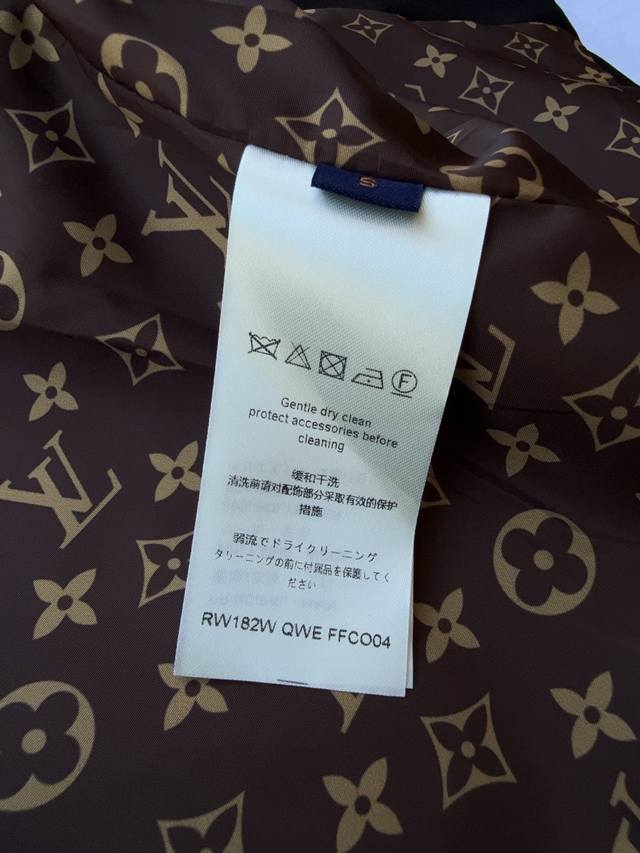 S
Gentle dry clean
protect accessories before
cleaning
缓和干洗
清洗前请对配饰部分采取有效的保护
措施
弱流でドライクリーニング
タリーニングの前に付属品を保護してく
ださい
RW182W QWE FFCO04